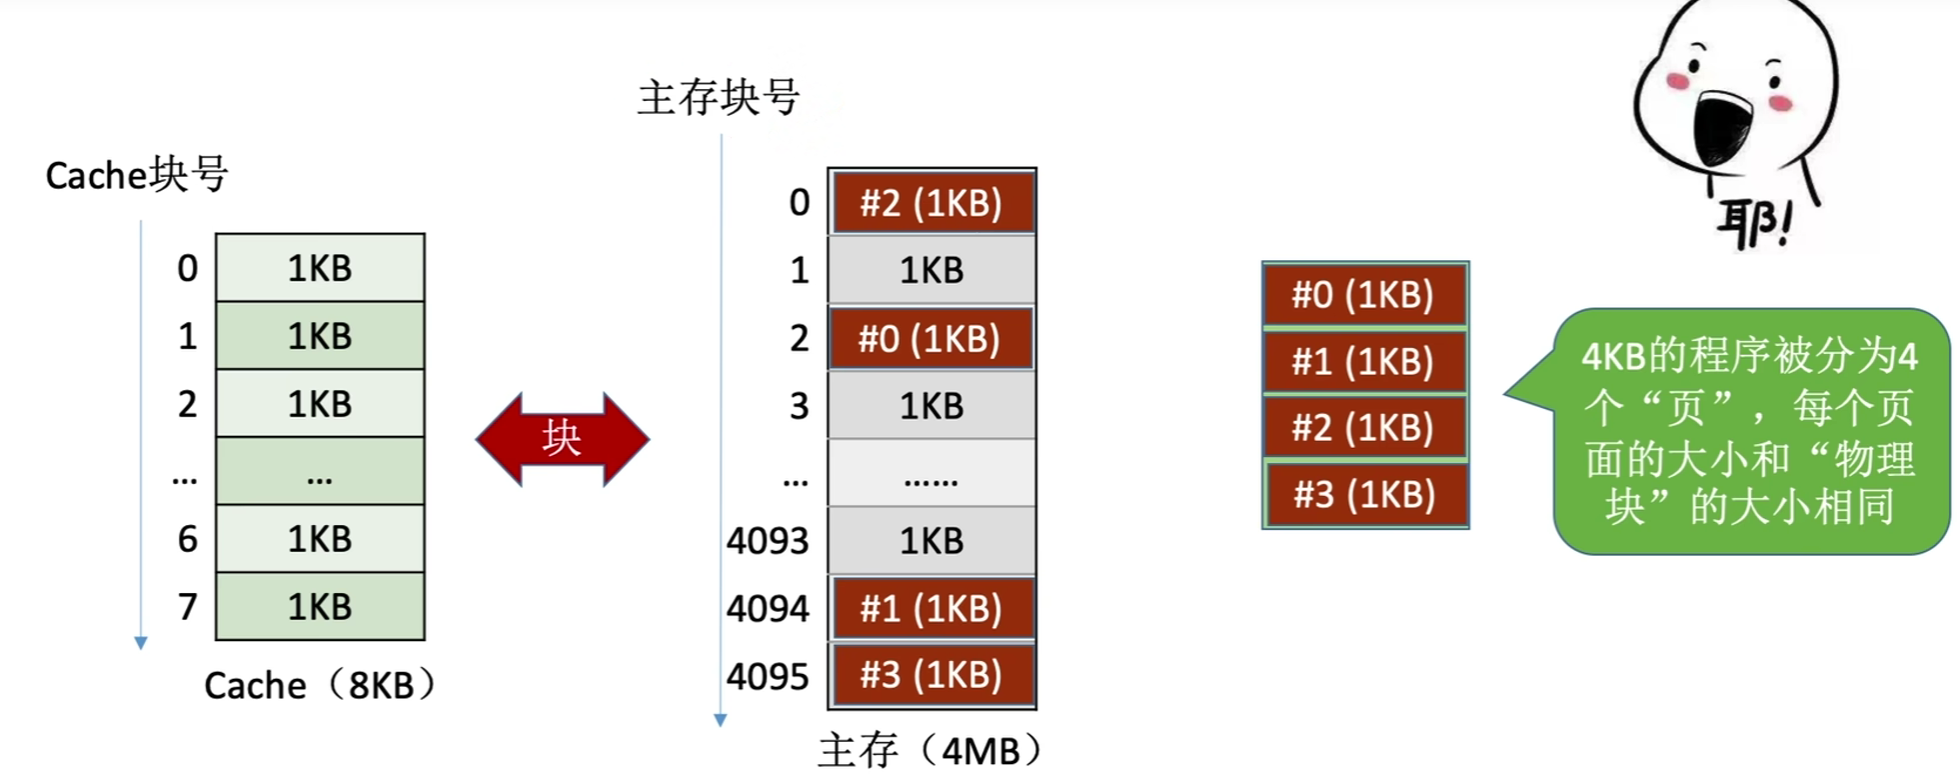 Cache块号
0 1KB
1 1KB
2 1KB
... ...
6 1KB
7 1KB
Cache（8KB）
块
主存块号
0 #2 (1KB)
1 1KB
2 #0 (1KB)
3 1KB
... ......
4093 1KB
4094 #1 (1KB)
4095 #3 (1KB)
主存（4MB）
#0 (1KB)
#1 (1KB)
#2 (1KB)
#3 (1KB)
耶！
4KB的程序被分为4
个“页”，每个页
面的大小和“物理
块”的大小相同